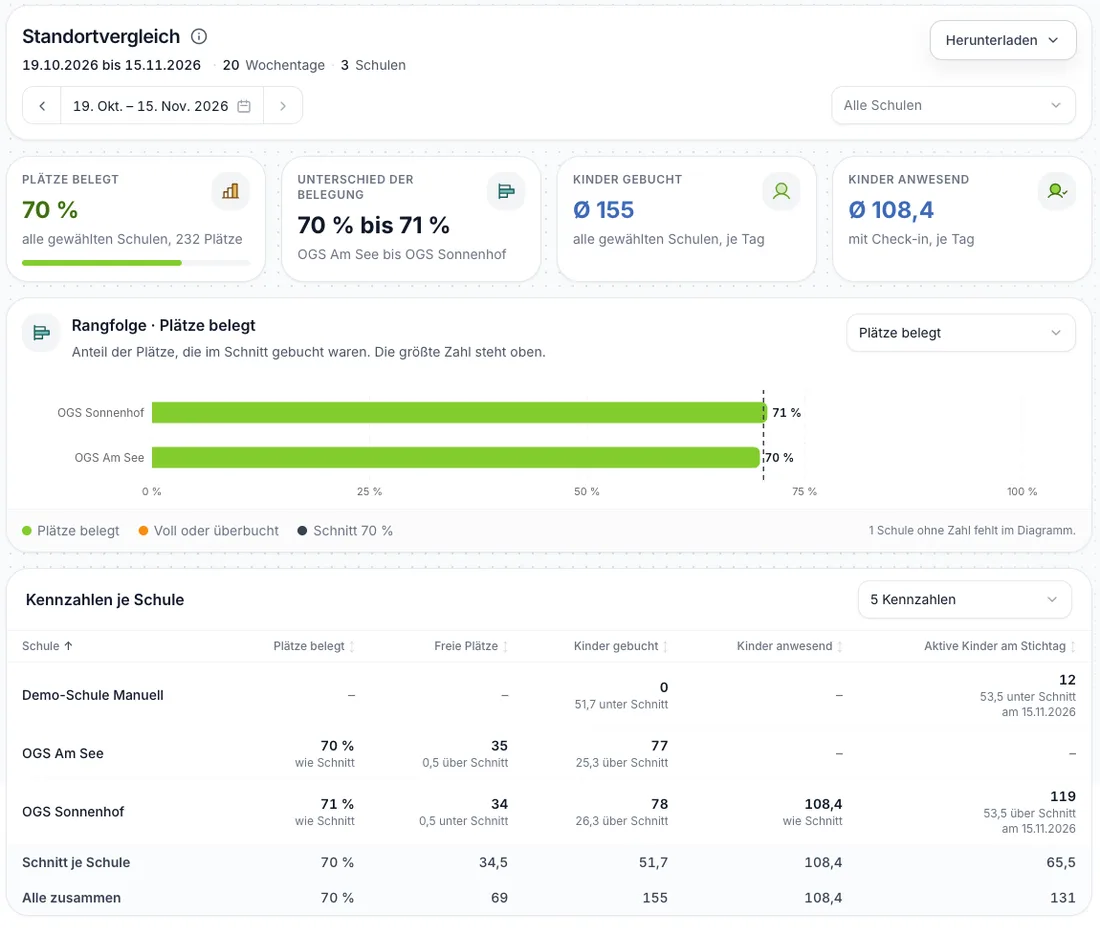 Standortvergleich
Herunterladen
19.10.2026 bis 15.11.2026 · 20 Wochentage · 3 Schulen
19. Okt. – 15. Nov. 2026
Alle Schulen
PLÄTZE BELEGT
70 %
alle gewählten Schulen, 232 Plätze
UNTERSCHIED DER
BELEGUNG
70 % bis 71 %
OGS Am See bis OGS Sonnenhof
KINDER GEBUCHT
Ø 155
alle gewählten Schulen, je Tag
KINDER ANWESEND
Ø 108,4
mit Check-in, je Tag
Rangfolge · Plätze belegt
Anteil der Plätze, die im Schnitt gebucht waren. Die größte Zahl steht oben.
Plätze belegt
OGS Sonnenhof 71 %
OGS Am See 70 %
0 % 25 % 50 % 75 % 100 %
Plätze belegt Voll oder überbucht Schnitt 70 %
1 Schule ohne Zahl fehlt im Diagramm.
Kennzahlen je Schule
5 Kennzahlen
Schule ↑ Plätze belegt Freie Plätze Kinder gebucht Kinder anwesend Aktive Kinder am Stichtag
Demo-Schule Manuell – – 0 – 12
51,7 unter Schnitt 53,5 unter Schnitt
am 15.11.2026
OGS Am See 70 % 35 77 – –
wie Schnitt 0,5 über Schnitt 25,3 über Schnitt
OGS Sonnenhof 71 % 34 78 108,4 119
wie Schnitt 0,5 unter Schnitt 26,3 über Schnitt wie Schnitt 53,5 über Schnitt
am 15.11.2026
Schnitt je Schule 70 % 34,5 51,7 108,4 65,5
Alle zusammen 70 % 69 155 108,4 131